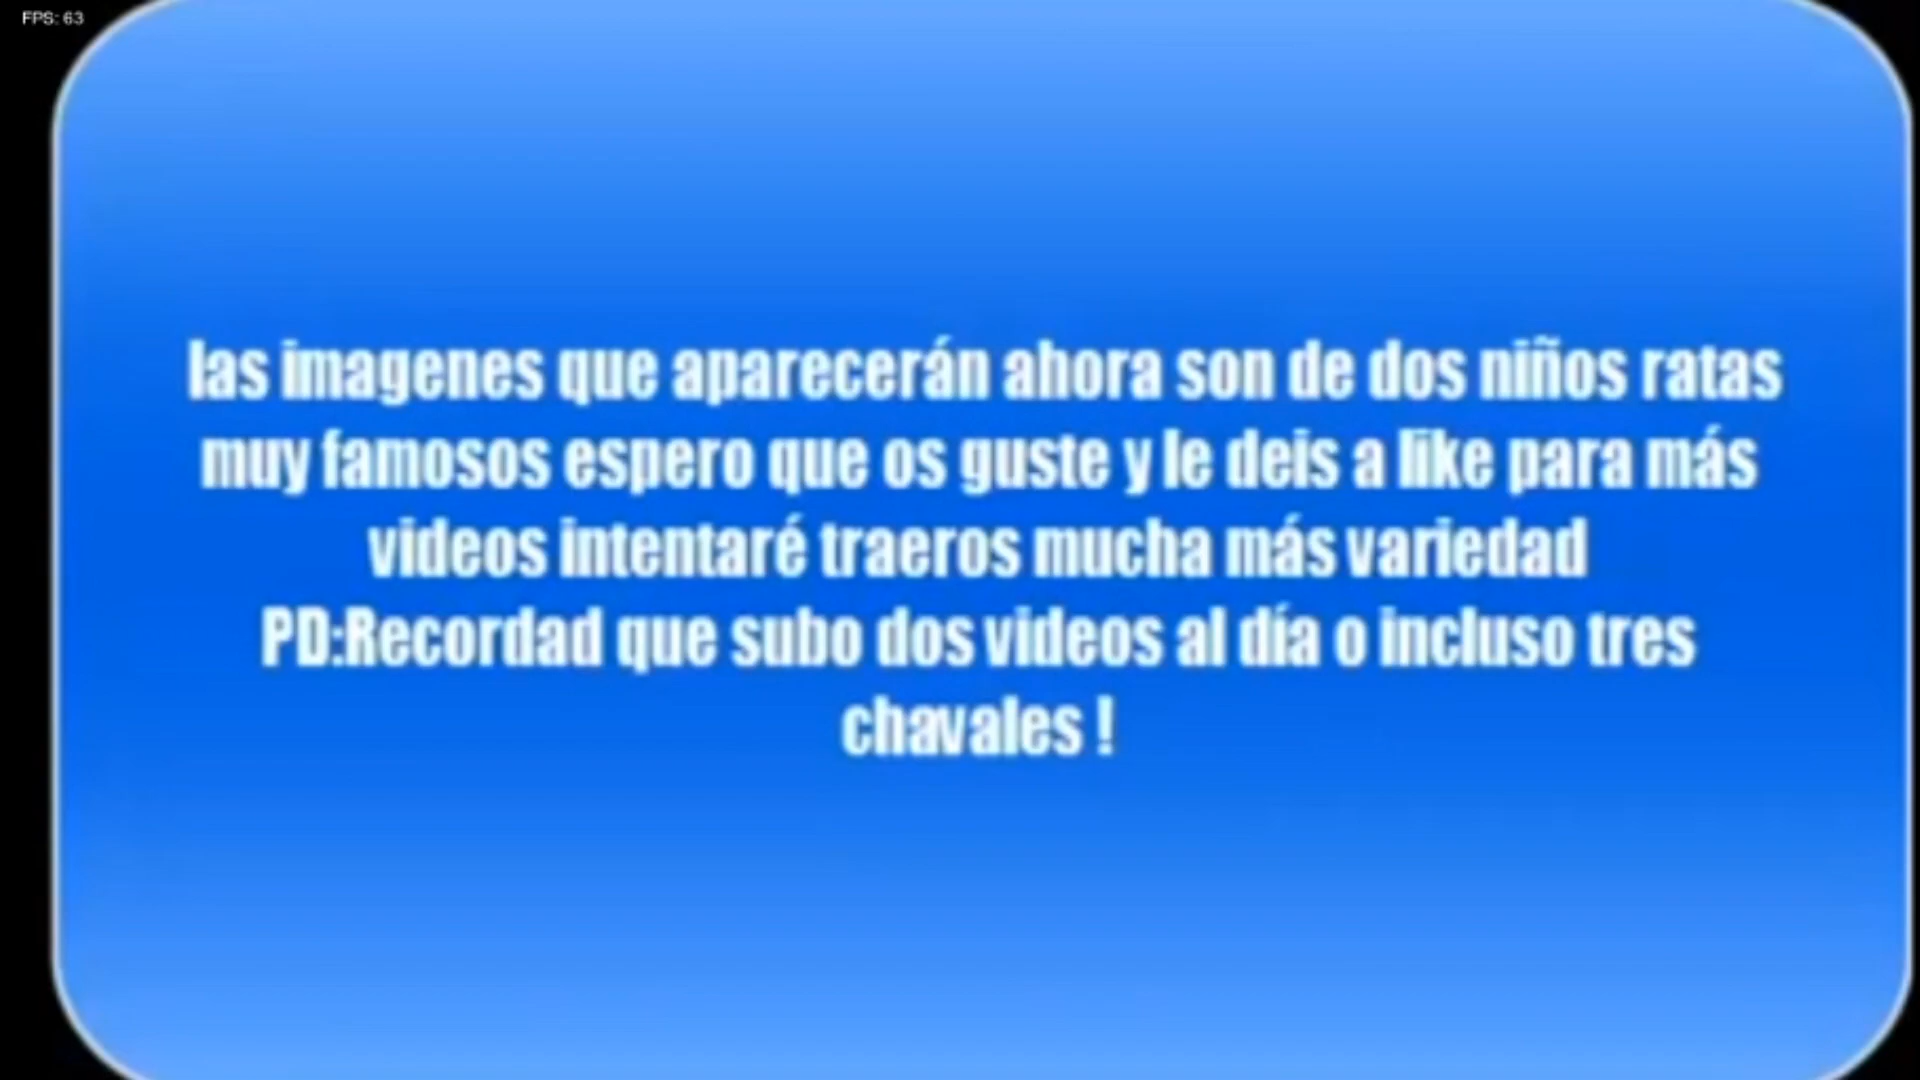 FPS: 63
las imagenes que aparecerán ahora son de dos niños ratas
muy famosos espero que os guste y le deis a like para más
videos intentaré traeros mucha más variedad
PD:Recordad que subo dos videos al día o incluso tres
chavales !